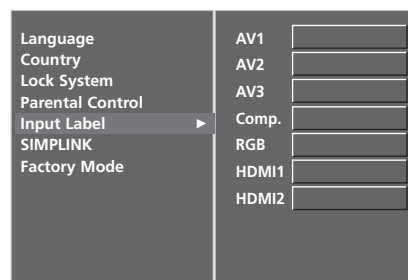 Language
Country
Lock System
Parental Control
Input Label ►
SIMPLINK
Factory Mode
AV1
AV2
AV3
Comp.
RGB
HDMI1
HDMI2